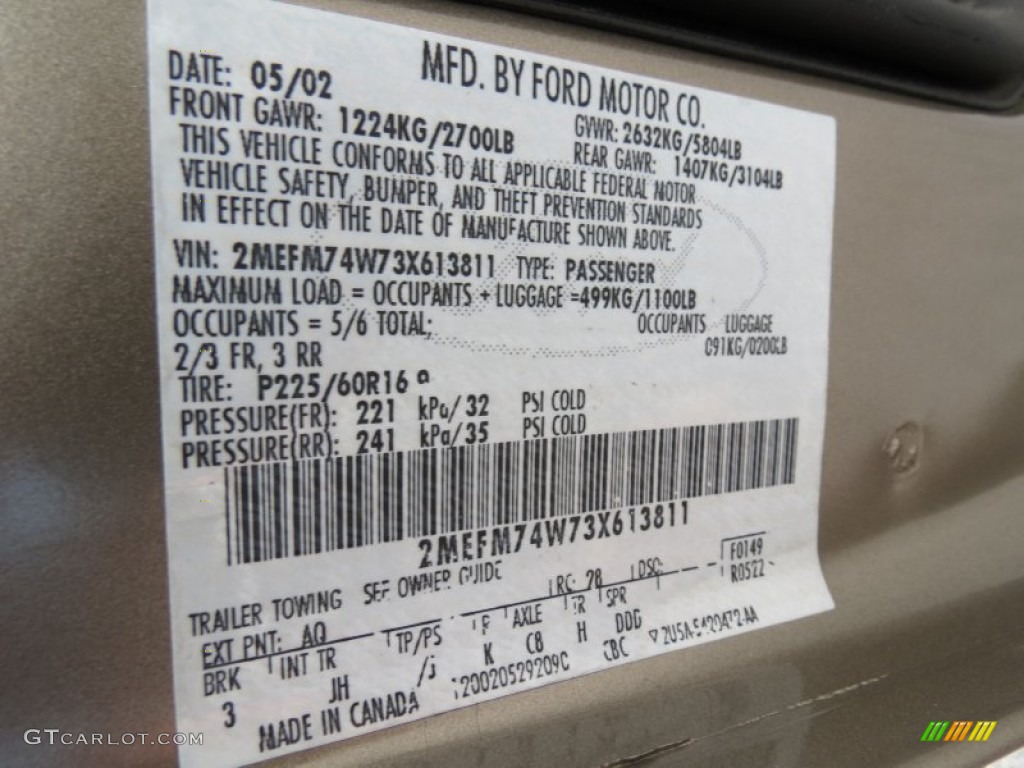 MFD. BY FORD MOTOR CO.
DATE: 05/02
GVWR: 2632KG/5804LB
FRONT GAWR: 1224KG/2700LB
REAR GAWR: 1407KG/3104LB
THIS VEHICLE CONFORMS TO ALL APPLICABLE FEDERAL MOTOR
VEHICLE SAFETY, BUMPER, AND THEFT PREVENTION STANDARDS
IN EFFECT ON THE DATE OF MANUFACTURE SHOWN ABOVE.
VIN: 2MEFM74W73X613811 TYPE: PASSENGER
MAXIMUM LOAD = OCCUPANTS + LUGGAGE =499KG/1100LB
OCCUPANTS = 5/6 TOTAL; OCCUPANTS LUGGAGE
2/3 FR, 3 RR 091KG/0200LB
TIRE: P225/60R16
PRESSURE(FR): 221 kPa/32 PSI COLD
PRESSURE(RR): 241 kPa/35 PSI COLD
2MEFM74W73X613811
TRAILER TOWING SEE OWNER GUIDE
EXT PNT: AQ RC: 78 DSO: F0149
R0522
BRK INT TR TP/PS AXLE TR SPR
3 JH /j K C8 H DDG
MADE IN CANADA 20020529209C CBC
GTCARLOT.COM